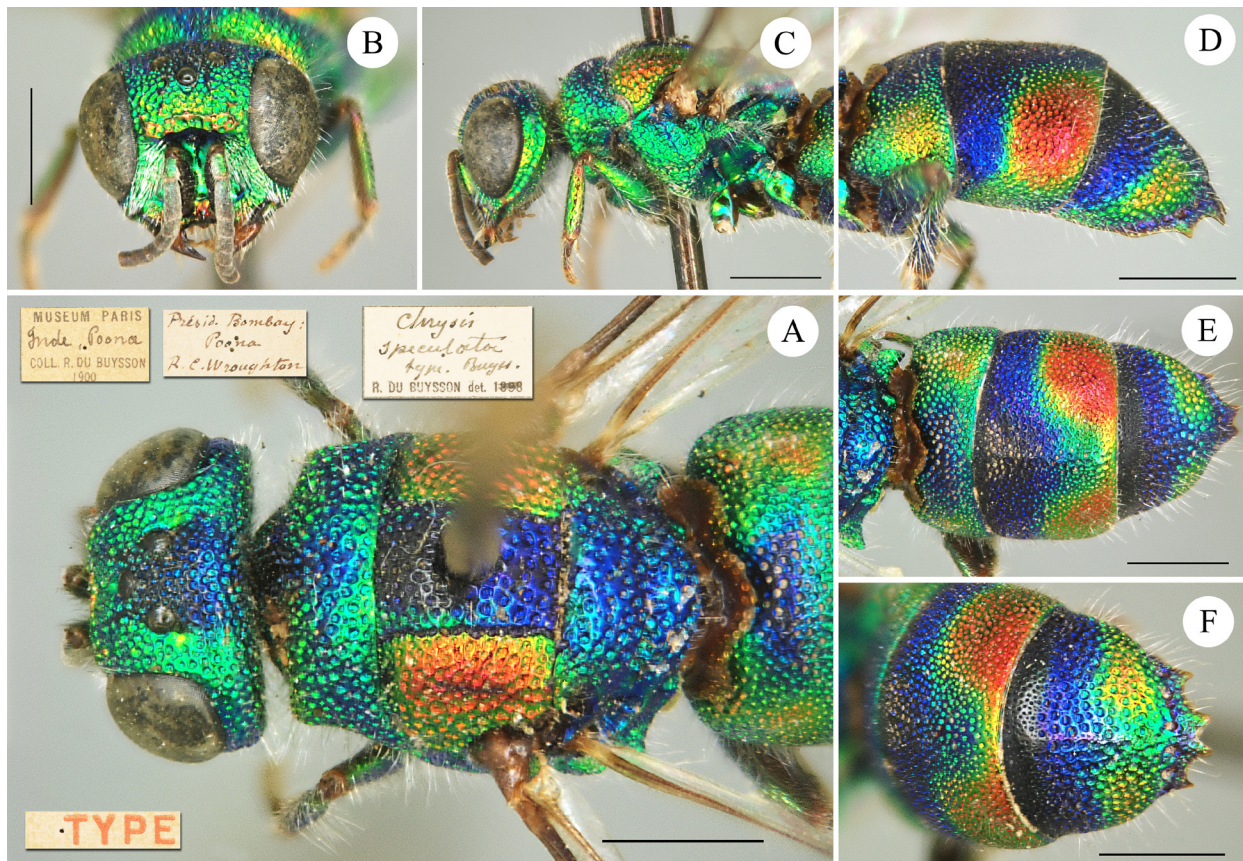 B
C
D
MUSEUM PARIS
Inde, Poona
COLL. R. DU BUYSSON
1900
Présid. Bombay:
Poona
R. C. Wroughton
Chrysis
speculator
type. Buyss.
R. DU BUYSSON det. 1898
A
E
F
TYPE